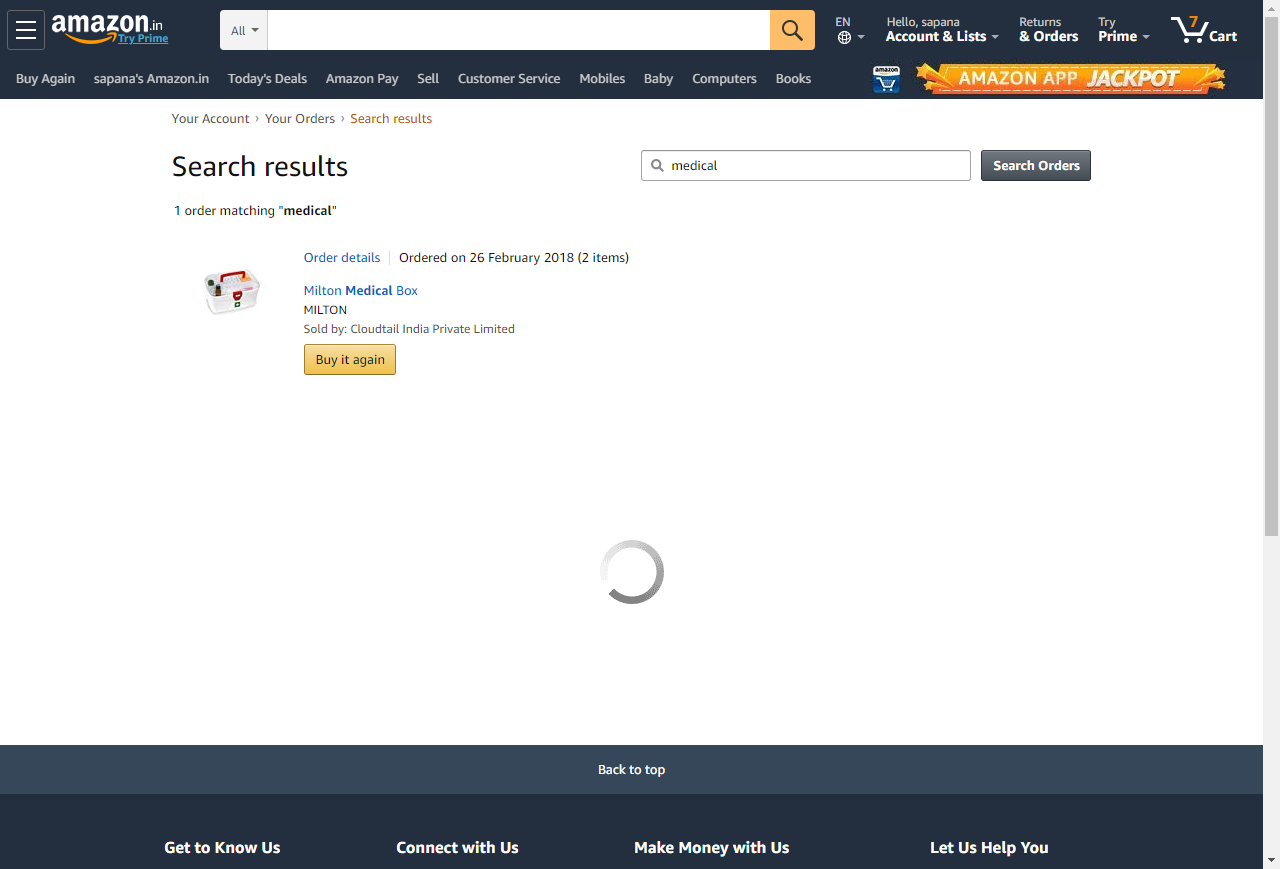 amazon.in
Try Prime
All
EN
Hello, sapana
Account & Lists
Returns
& Orders
Try
Prime
7
Cart
Buy Again
sapana's Amazon.in
Today's Deals
Amazon Pay
Sell
Customer Service
Mobiles
Baby
Computers
Books
amazon
AMAZON APP JACKPOT
Your Account › Your Orders › Search results
Search results
medical
Search Orders
1 order matching "medical"
Order details
Ordered on 26 February 2018 (2 items)
Milton Medical Box
MILTON
Sold by: Cloudtail India Private Limited
Buy it again
Back to top
Get to Know Us
Connect with Us
Make Money with Us
Let Us Help You